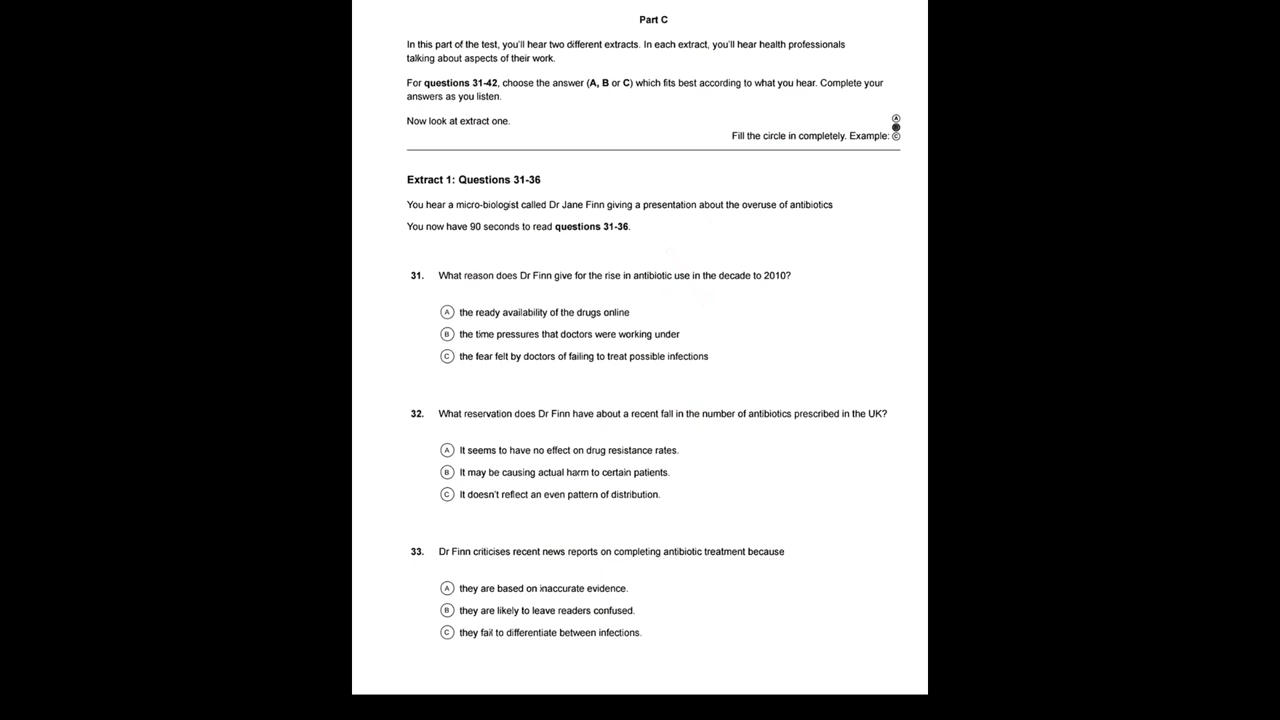 Part C
In this part of the test, you'll hear two different extracts. In each extract, you'll hear health professionals
talking about aspects of their work.
For questions 31-42, choose the answer (A, B or C) which fits best according to what you hear. Complete your
answers as you listen.
Now look at extract one.
Fill the circle in completely. Example: A C
Extract 1: Questions 31-36
You hear a micro-biologist called Dr Jane Finn giving a presentation about the overuse of antibiotics
You now have 90 seconds to read questions 31-36.
31. What reason does Dr Finn give for the rise in antibiotic use in the decade to 2010?
A the ready availability of the drugs online
B the time pressures that doctors were working under
C the fear felt by doctors of failing to treat possible infections
32. What reservation does Dr Finn have about a recent fall in the number of antibiotics prescribed in the UK?
A It seems to have no effect on drug resistance rates.
B It may be causing actual harm to certain patients.
C It doesn't reflect an even pattern of distribution.
33. Dr Finn criticises recent news reports on completing antibiotic treatment because
A they are based on inaccurate evidence.
B they are likely to leave readers confused.
C they fail to differentiate between infections.